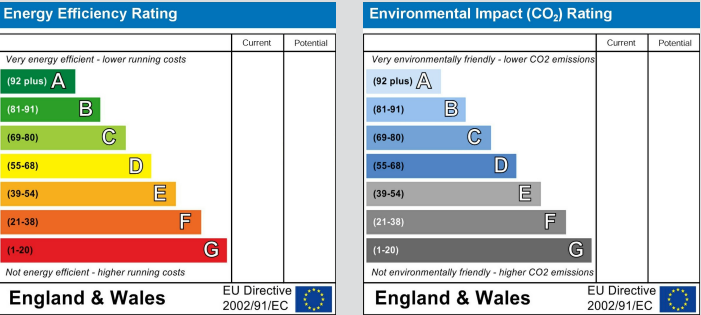 Energy Efficiency Rating
Current Potential
Very energy efficient - lower running costs
(92 plus) A
(81-91) B
(69-80) C
(55-68) D
(39-54) E
(21-38) F
(1-20) G
Not energy efficient - higher running costs
England & Wales
EU Directive
2002/91/EC
Environmental Impact (CO₂) Rating
Current Potential
Very environmentally friendly - lower CO2 emissions
(92 plus) A
(81-91) B
(69-80) C
(55-68) D
(39-54) E
(21-38) F
(1-20) G
Not environmentally friendly - higher CO2 emissions
England & Wales
EU Directive
2002/91/EC